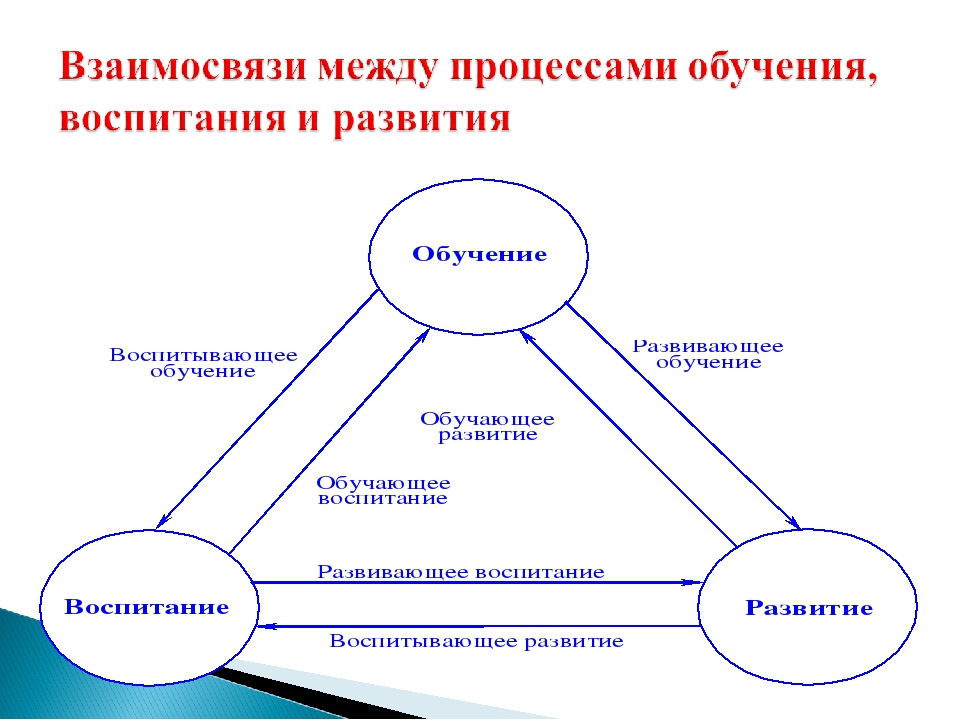 Взаимосвязи между процессами обучения,
воспитания и развития
Обучение
Воспитывающее
обучение
Развивающее
обучение
Обучающее
развитие
Обучающее
воспитание
Развивающее воспитание
Воспитание
Развитие
Воспитывающее развитие